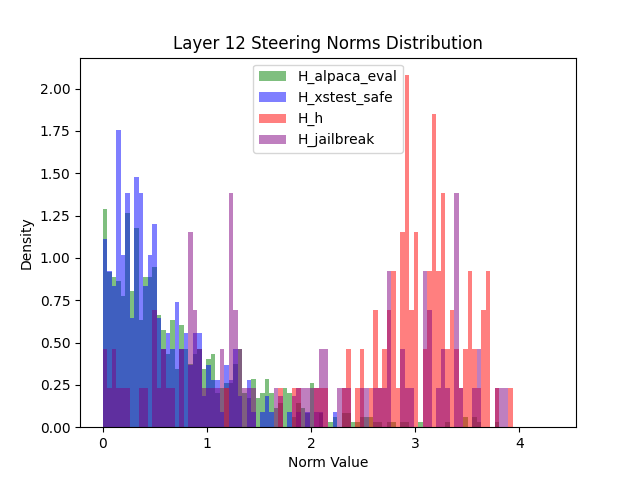 Layer 12 Steering Norms Distribution
H_alpaca_eval
H_xstest_safe
H_h
H_jailbreak
Density
2.00
1.75
1.50
1.25
1.00
0.75
0.50
0.25
0.00
0 1 2 3 4
Norm Value